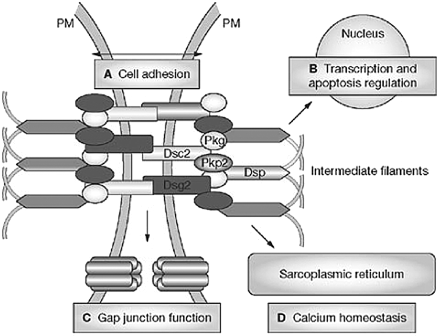 PM
PM
Nucleus
A Cell adhesion
B Transcription and
apoptosis regulation
Pkg
Dsc2
Pkp2
Dsp
Intermediate filaments
Dsg2
Sarcoplasmic reticulum
C Gap junction function
D Calcium homeostasis